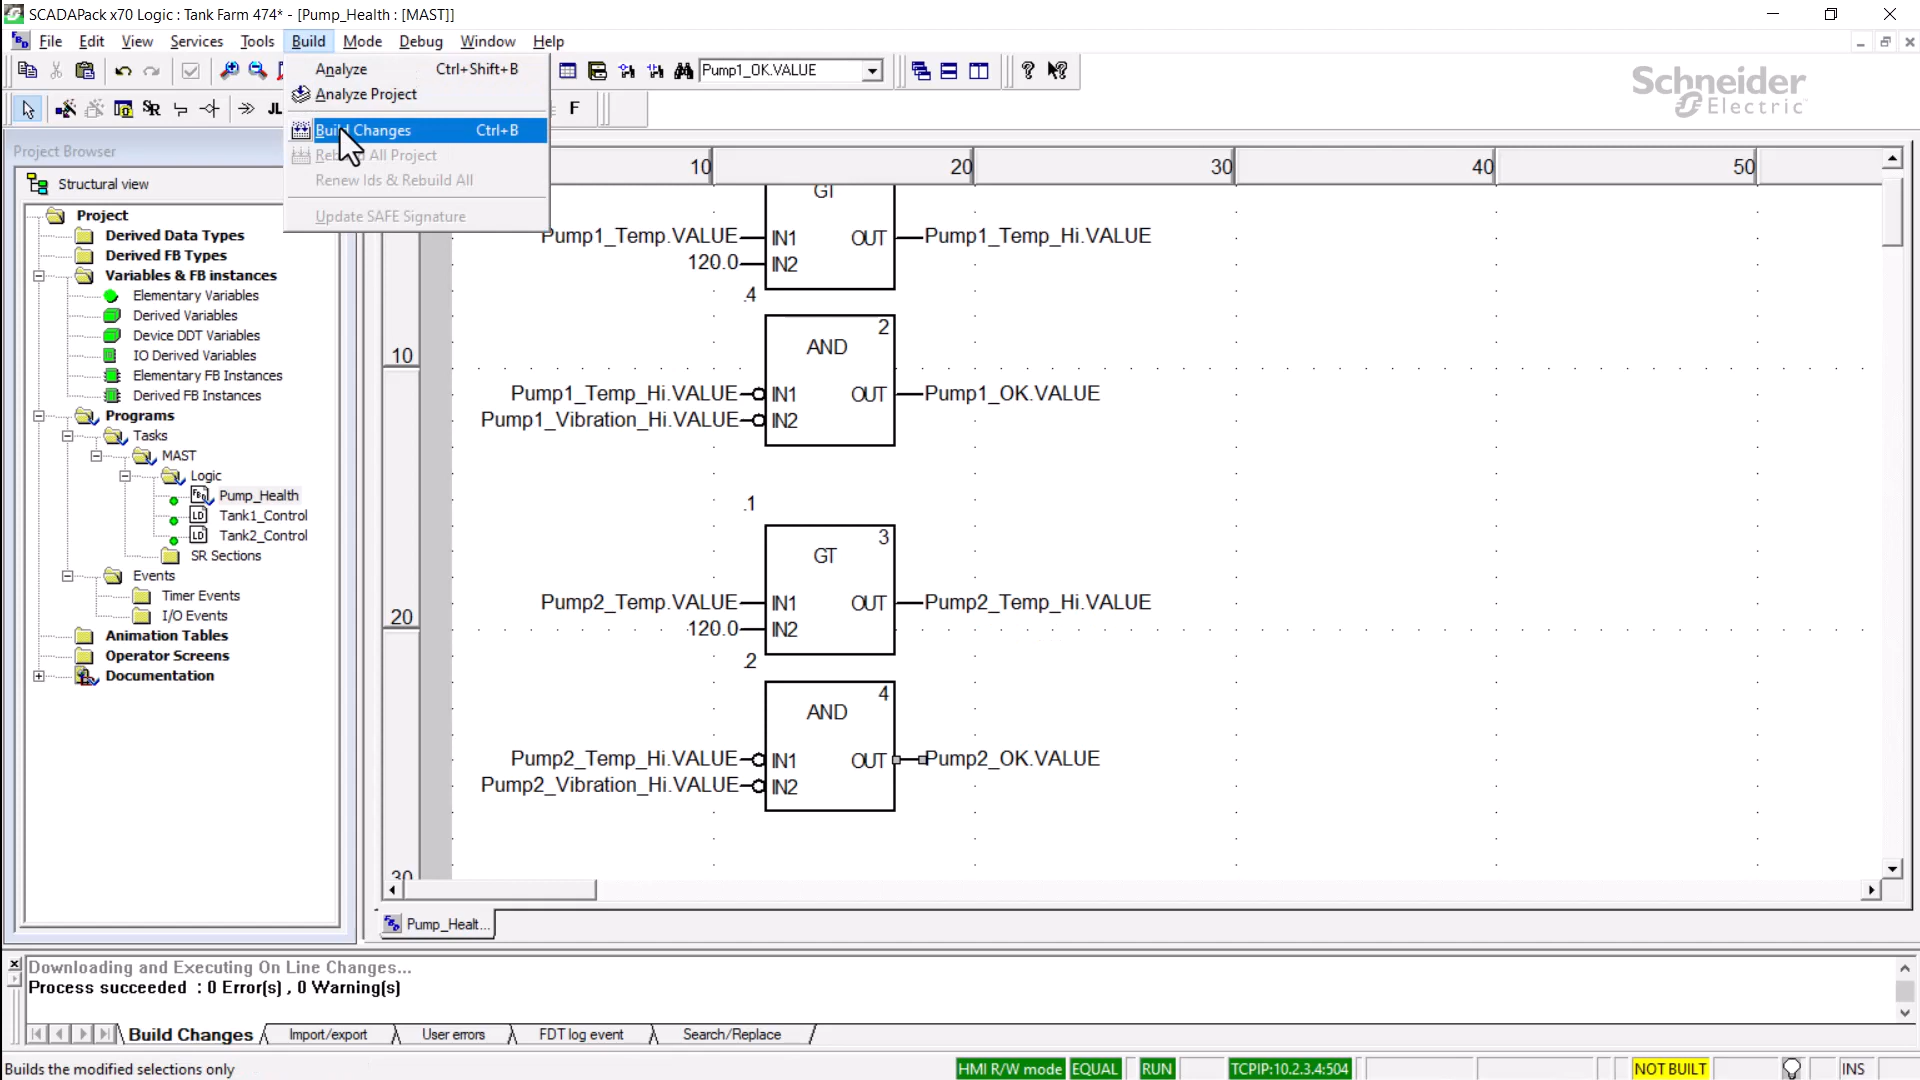 SCADAPack x70 Logic : Tank Farm 474* - [Pump_Health : [MAST]]
File Edit View Services Tools Build Mode Debug Window Help
Analyze Ctrl+Shift+B
Pump1_OK.VALUE
Schneider
Electric
Analyze Project
SR
F
Build Changes Ctrl+B
Project Browser
All Project
10 20 30 40 50
Structural view
Renew Ids & Rebuild All
Update SAFE Signature
Project
Derived Data Types
Derived FB Types
Variables & FB instances
Elementary Variables
Derived Variables
Device DDT Variables
IO Derived Variables
Elementary FB Instances
Derived FB Instances
Programs
Tasks
MAST
Logic
FBD Pump_Health
LD Tank1_Control
LD Tank2_Control
SR Sections
Events
Timer Events
I/O Events
Animation Tables
Operator Screens
Documentation
10
20
30
GT
Pump1_Temp.VALUE IN1 OUT Pump1_Temp_Hi.VALUE
120.0 IN2
.4
2
AND
Pump1_Temp_Hi.VALUE IN1 OUT Pump1_OK.VALUE
Pump1_Vibration_Hi.VALUE IN2
.1
3
GT
Pump2_Temp.VALUE IN1 OUT Pump2_Temp_Hi.VALUE
120.0 IN2
.2
4
AND
Pump2_Temp_Hi.VALUE IN1 OUT Pump2_OK.VALUE
Pump2_Vibration_Hi.VALUE IN2
Pump_Healt...
Downloading and Executing On Line Changes...
Process succeeded : 0 Error(s) , 0 Warning(s)
Build Changes Import/export User errors FDT log event Search/Replace
Builds the modified selections only HMI R/W mode EQUAL RUN TCPIP:10.2.3.4:504 NOT BUILT INS